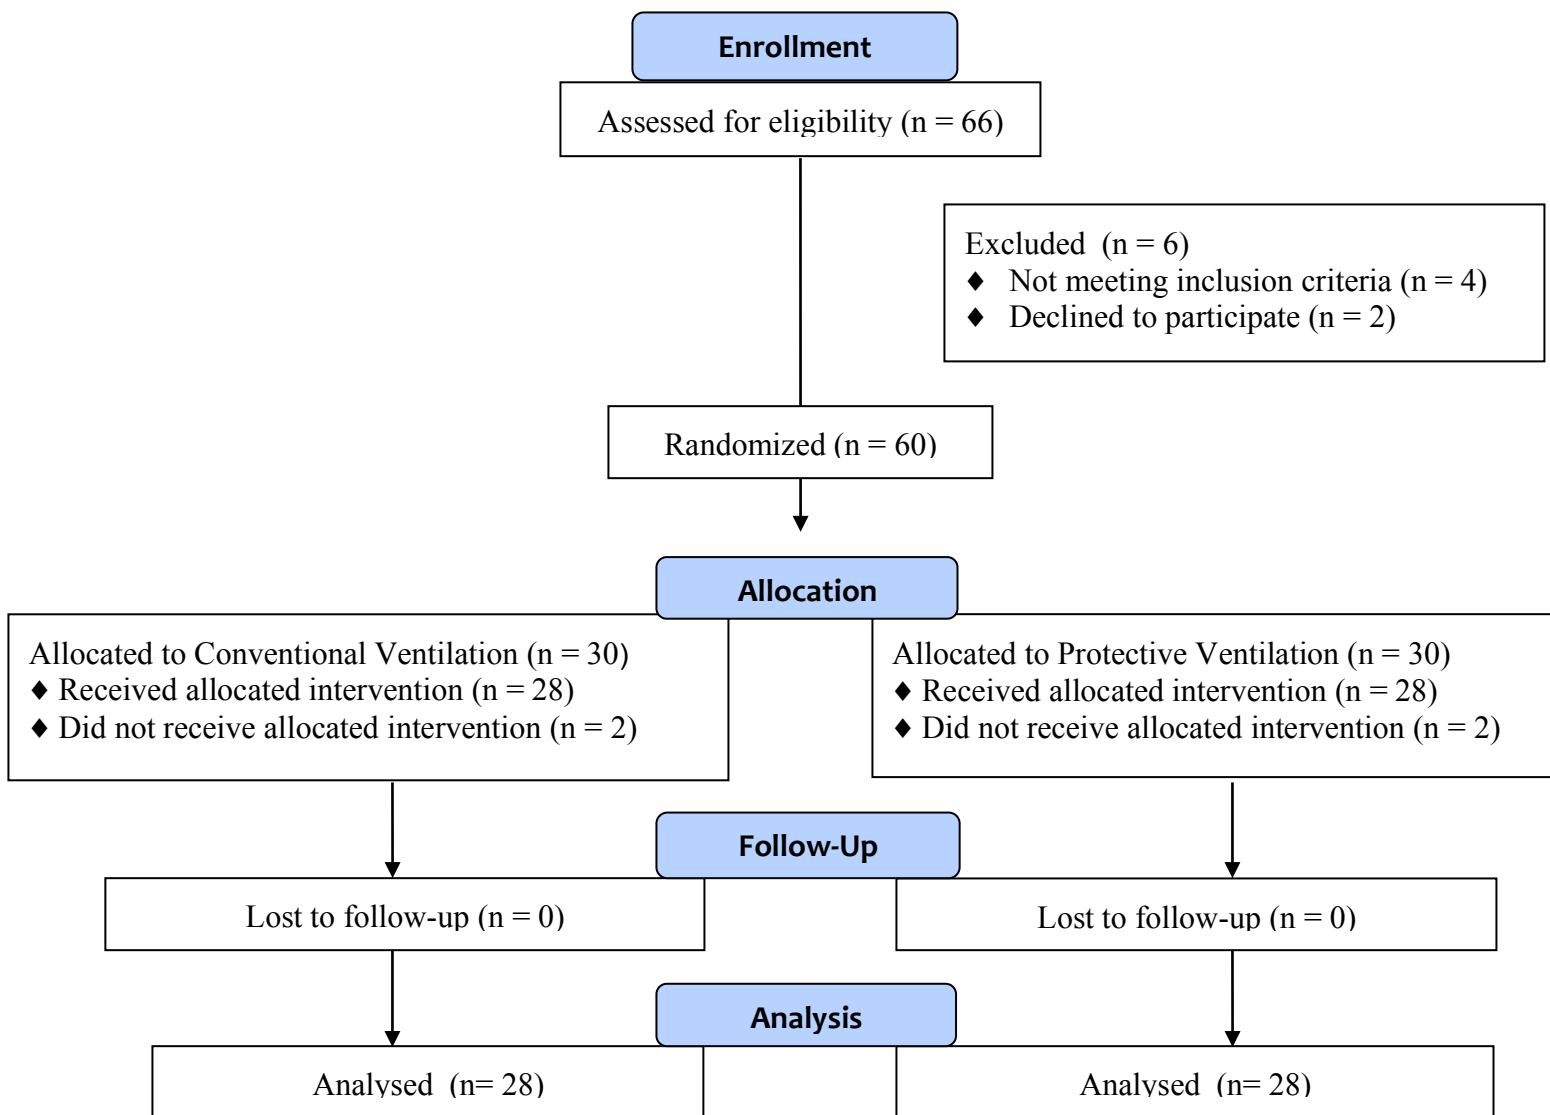 Enrollment
Assessed for eligibility (n = 66)
Excluded (n = 6)
♦ Not meeting inclusion criteria (n = 4)
♦ Declined to participate (n = 2)
Randomized (n = 60)
Allocation
Allocated to Conventional Ventilation (n = 30)
♦ Received allocated intervention (n = 28)
♦ Did not receive allocated intervention (n = 2)
Allocated to Protective Ventilation (n = 30)
♦ Received allocated intervention (n = 28)
♦ Did not receive allocated intervention (n = 2)
Follow-Up
Lost to follow-up (n = 0)
Lost to follow-up (n = 0)
Analysis
Analysed (n= 28)
Analysed (n= 28)